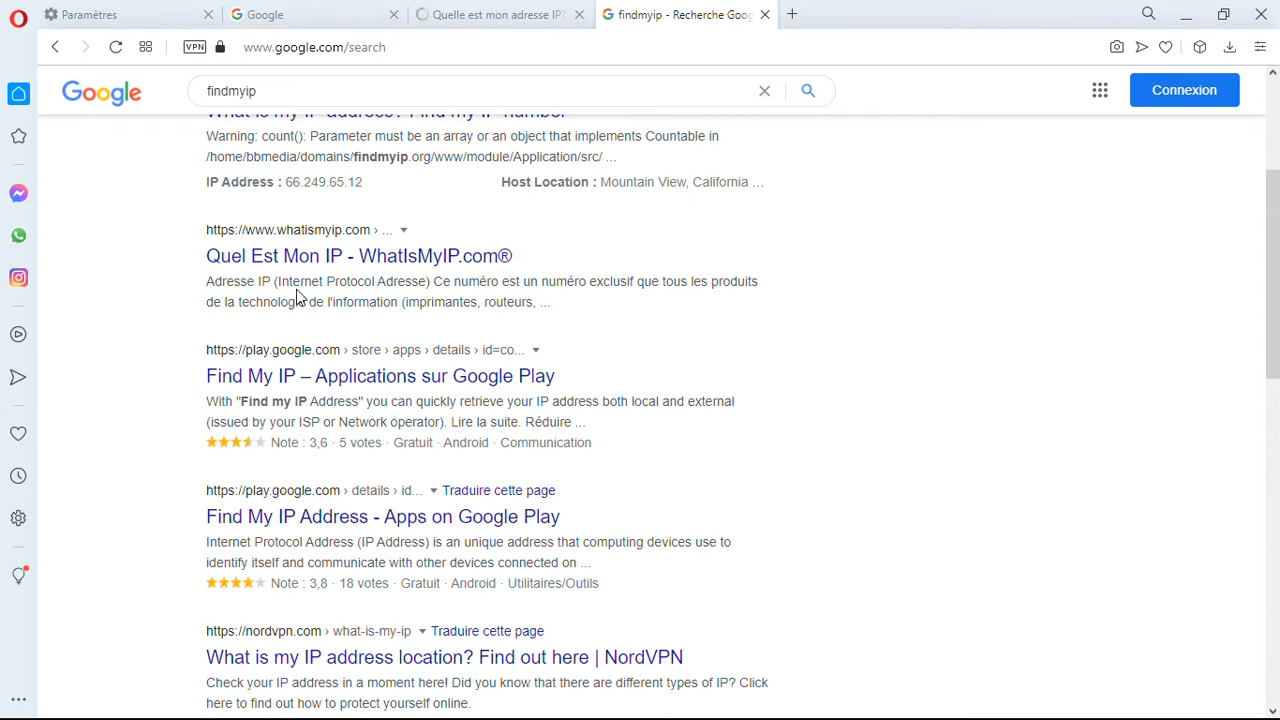 Paramètres
Google
Quelle est mon adresse IP?
findmyip - Recherche Goog
VPN
www.google.com/search
Google
findmyip
Connexion
What is my IP address? Find my IP number
Warning: count(): Parameter must be an array or an object that implements Countable in
/home/bbmedia/domains/findmyip.org/www/module/Application/src/ ...
IP Address : 66.249.65.12
Host Location : Mountain View, California ...
https://www.whatismyip.com › ...
Quel Est Mon IP - WhatIsMyIP.com®
Adresse IP (Internet Protocol Adresse) Ce numéro est un numéro exclusif que tous les produits
de la technologie de l'information (imprimantes, routeurs, ...
https://play.google.com › store › apps › details › id=co...
Find My IP – Applications sur Google Play
With "Find my IP Address" you can quickly retrieve your IP address both local and external
(issued by your ISP or Network operator). Lire la suite. Réduire ...
Note : 3,6 · 5 votes · Gratuit · Android · Communication
https://play.google.com › details › id... Traduire cette page
Find My IP Address - Apps on Google Play
Internet Protocol Address (IP Address) is an unique address that computing devices use to
identify itself and communicate with other devices connected on ...
Note : 3,8 · 18 votes · Gratuit · Android · Utilitaires/Outils
https://nordvpn.com › what-is-my-ip Traduire cette page
What is my IP address location? Find out here | NordVPN
Check your IP address in a moment here! Did you know that there are different types of IP? Click
here to find out how to protect yourself online.